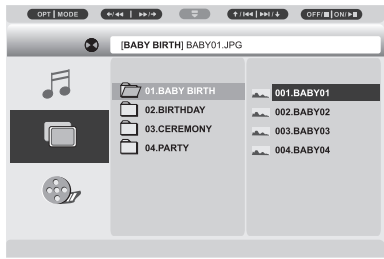 OPT MODE
OFF/■ ON/▶■
[BABY BIRTH] BABY01.JPG
01.BABY BIRTH
02.BIRTHDAY
03.CEREMONY
04.PARTY
001.BABY01
002.BABY02
003.BABY03
004.BABY04